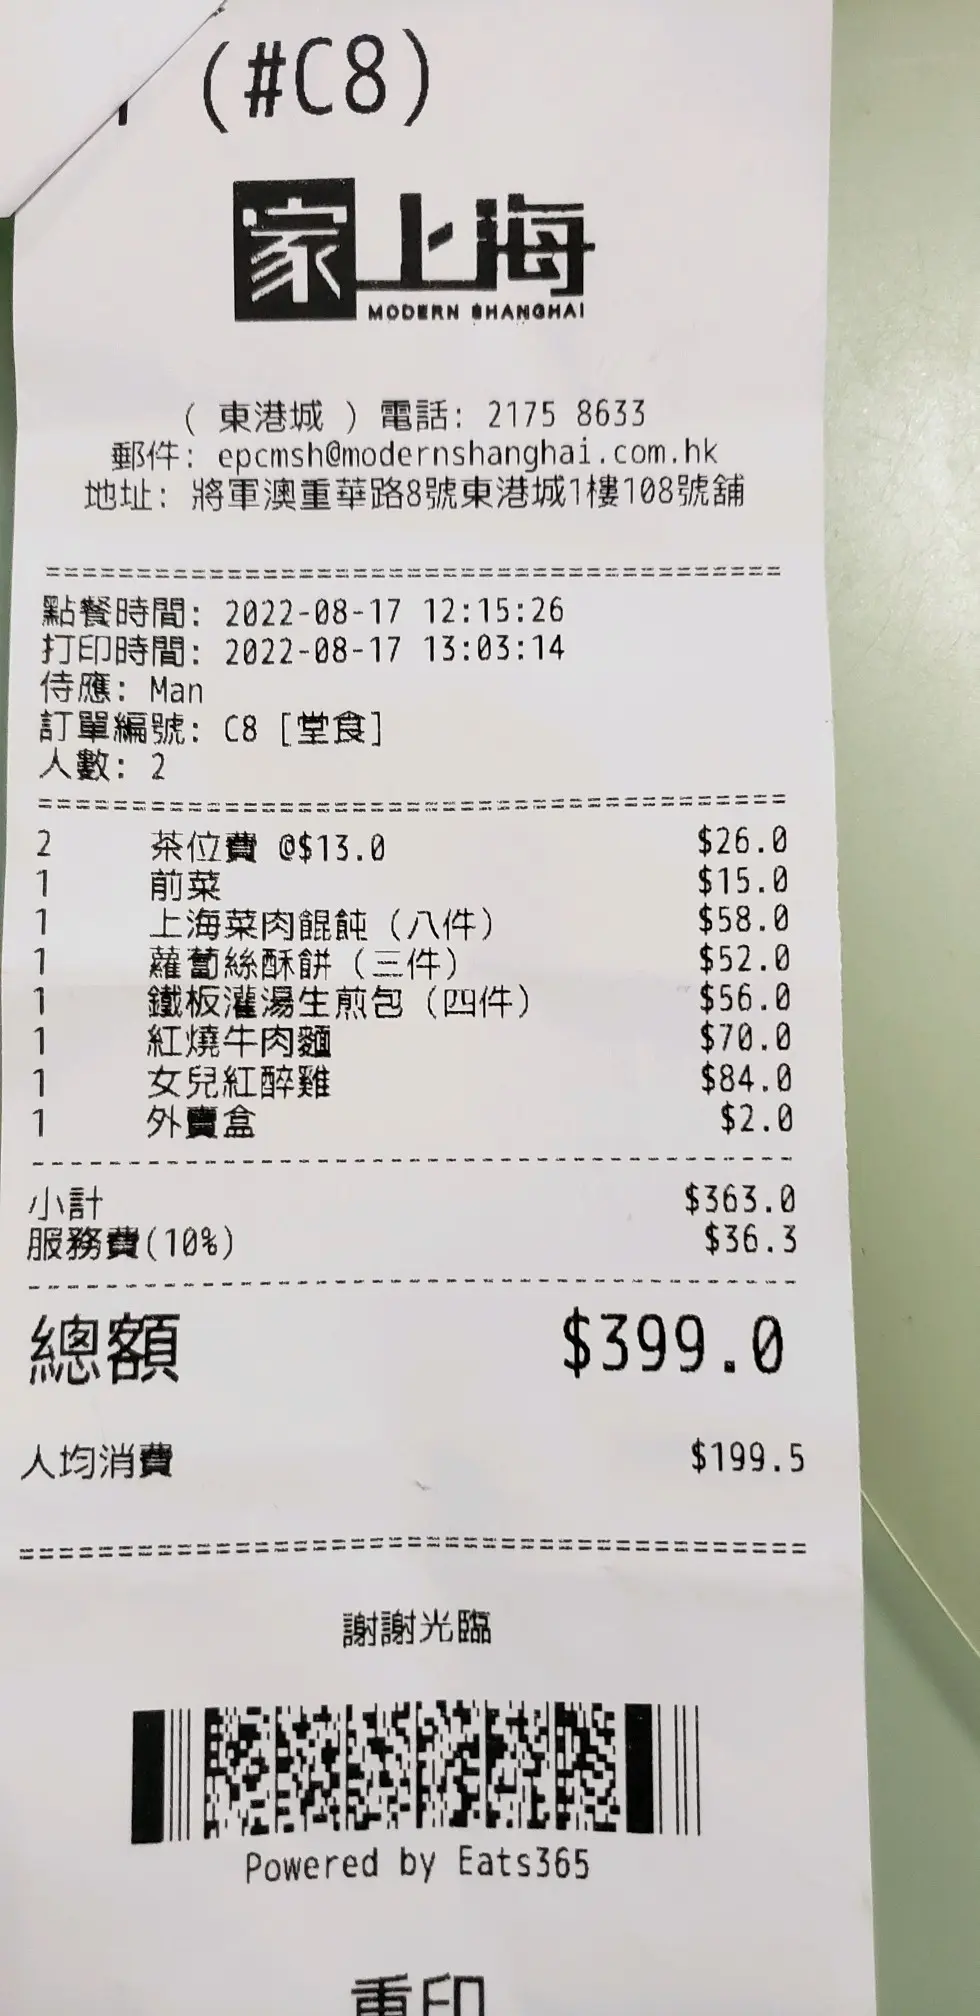 (#C8)
家上海
MODERN SHANGHAI
( 東港城 ) 電話: 2175 8633
郵件: epcmsh@modernshanghai.com.hk
地址: 將軍澳重華路8號東港城1樓108號舖
點餐時間: 2022-08-17 12:15:26
打印時間: 2022-08-17 13:03:14
侍應: Man
訂單編號: C8 [堂食]
人數: 2
2 茶位費 @$13.0 $26.0
1 前菜 $15.0
1 上海菜肉餛飩 (八件) $58.0
1 蘿蔔絲酥餅 (三件) $52.0
1 鐵板灌湯生煎包 (四件) $56.0
1 紅燒牛肉麵 $70.0
1 女兒紅醉雞 $84.0
1 外賣盒 $2.0
小計 $363.0
服務費(10%) $36.3
總額 $399.0
人均消費 $199.5
謝謝光臨
Powered by Eats365
重印